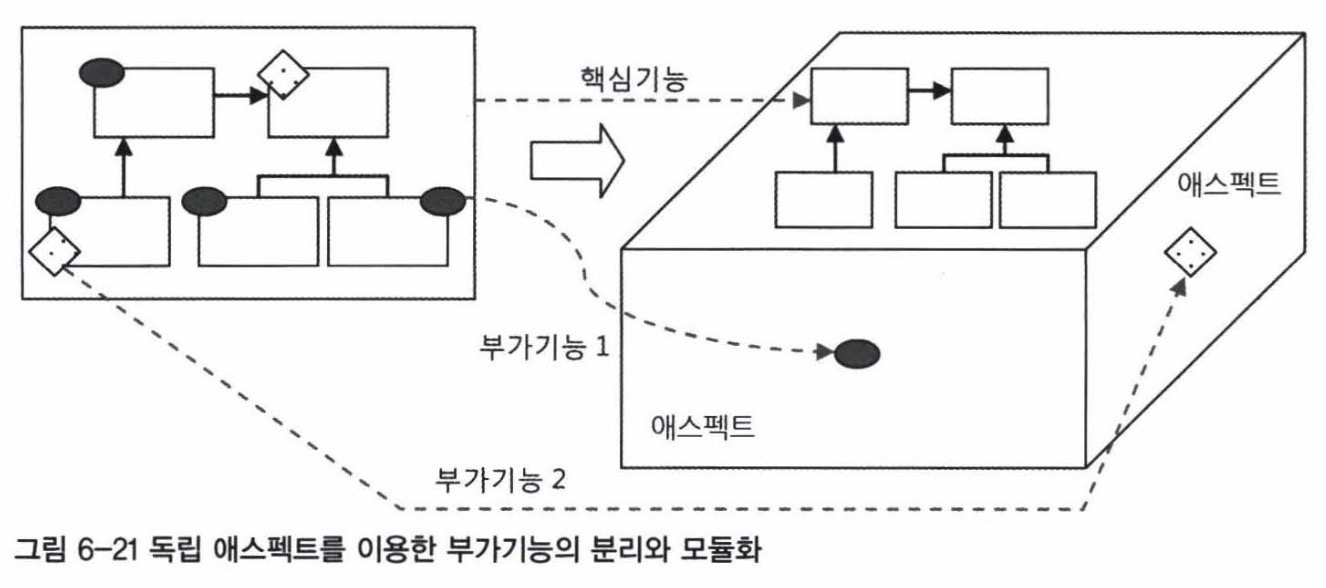 핵심기능
애스펙트
부가기능 1
애스펙트
부가기능 2
그림 6-21 독립 애스펙트를 이용한 부가기능의 분리와 모듈화